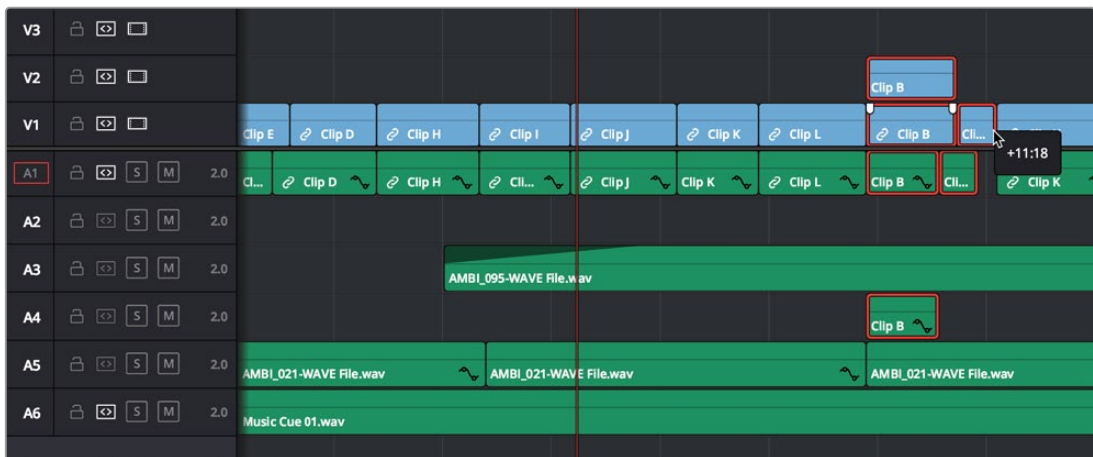 V3
V2
Clip B
V1
Clip E Clip D Clip H Clip I Clip J Clip K Clip L Clip B Cli...
+11:18
A1 S M 2.0 Cl... Clip D Clip H Cli... Clip J Clip K Clip L Clip B Cli... Clip K
A2 S M 2.0
A3 S M 2.0
AMBI_095-WAVE File.wav
A4 S M 2.0
Clip B
A5 S M 2.0
AMBI_021-WAVE File.wav AMBI_021-WAVE File.wav AMBI_021-WAVE File.wav
A6 S M 2.0
Music Cue 01.wav